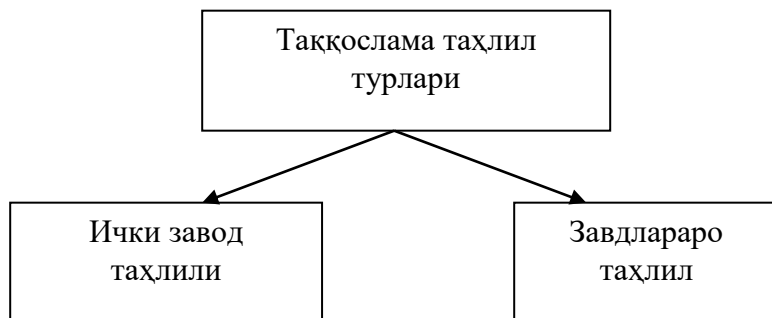 Таққослама таҳлил
турлари
Ички завод
таҳлили
Завдлараро
таҳлил